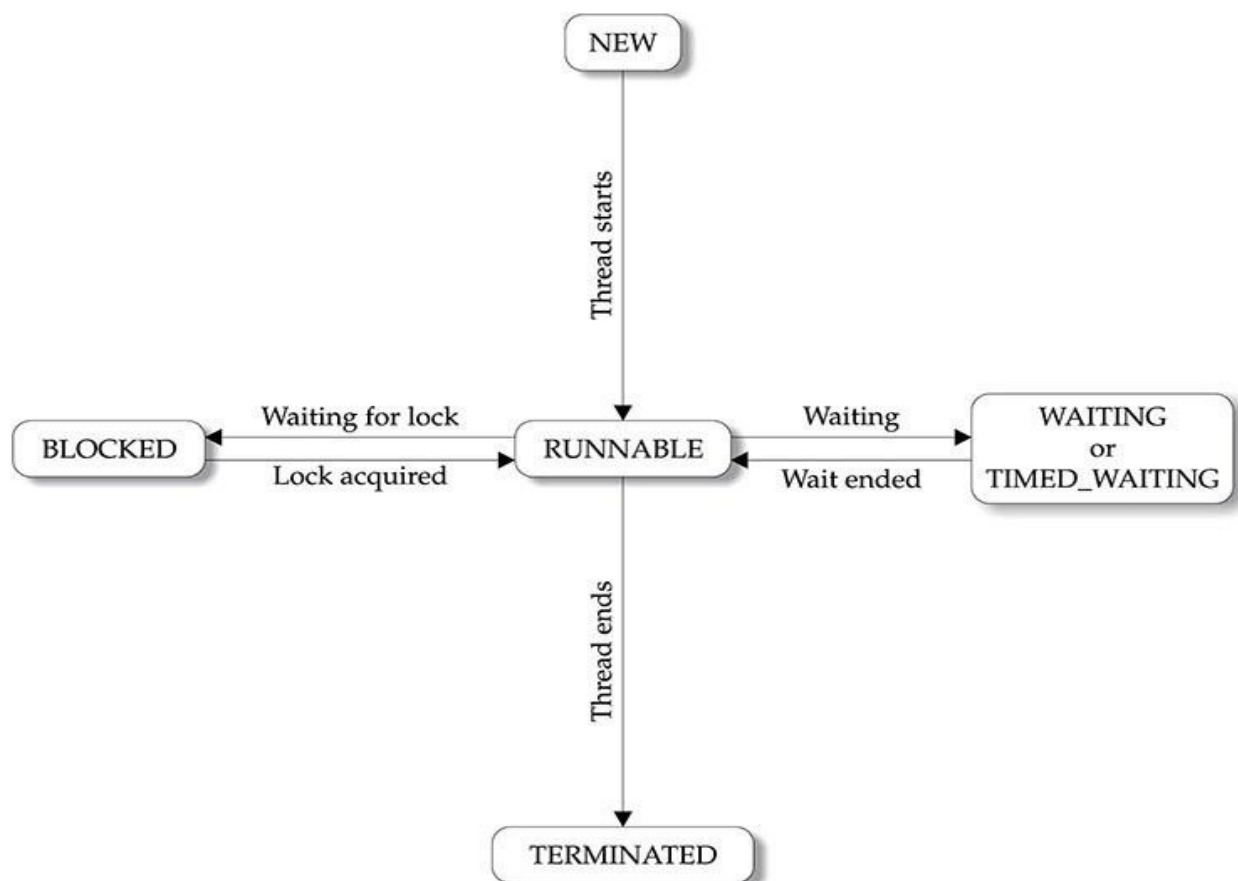 NEW
Thread starts
Waiting for lock
Waiting
BLOCKED
RUNNABLE
WAITING
or
TIMED_WAITING
Lock acquired
Wait ended
Thread ends
TERMINATED